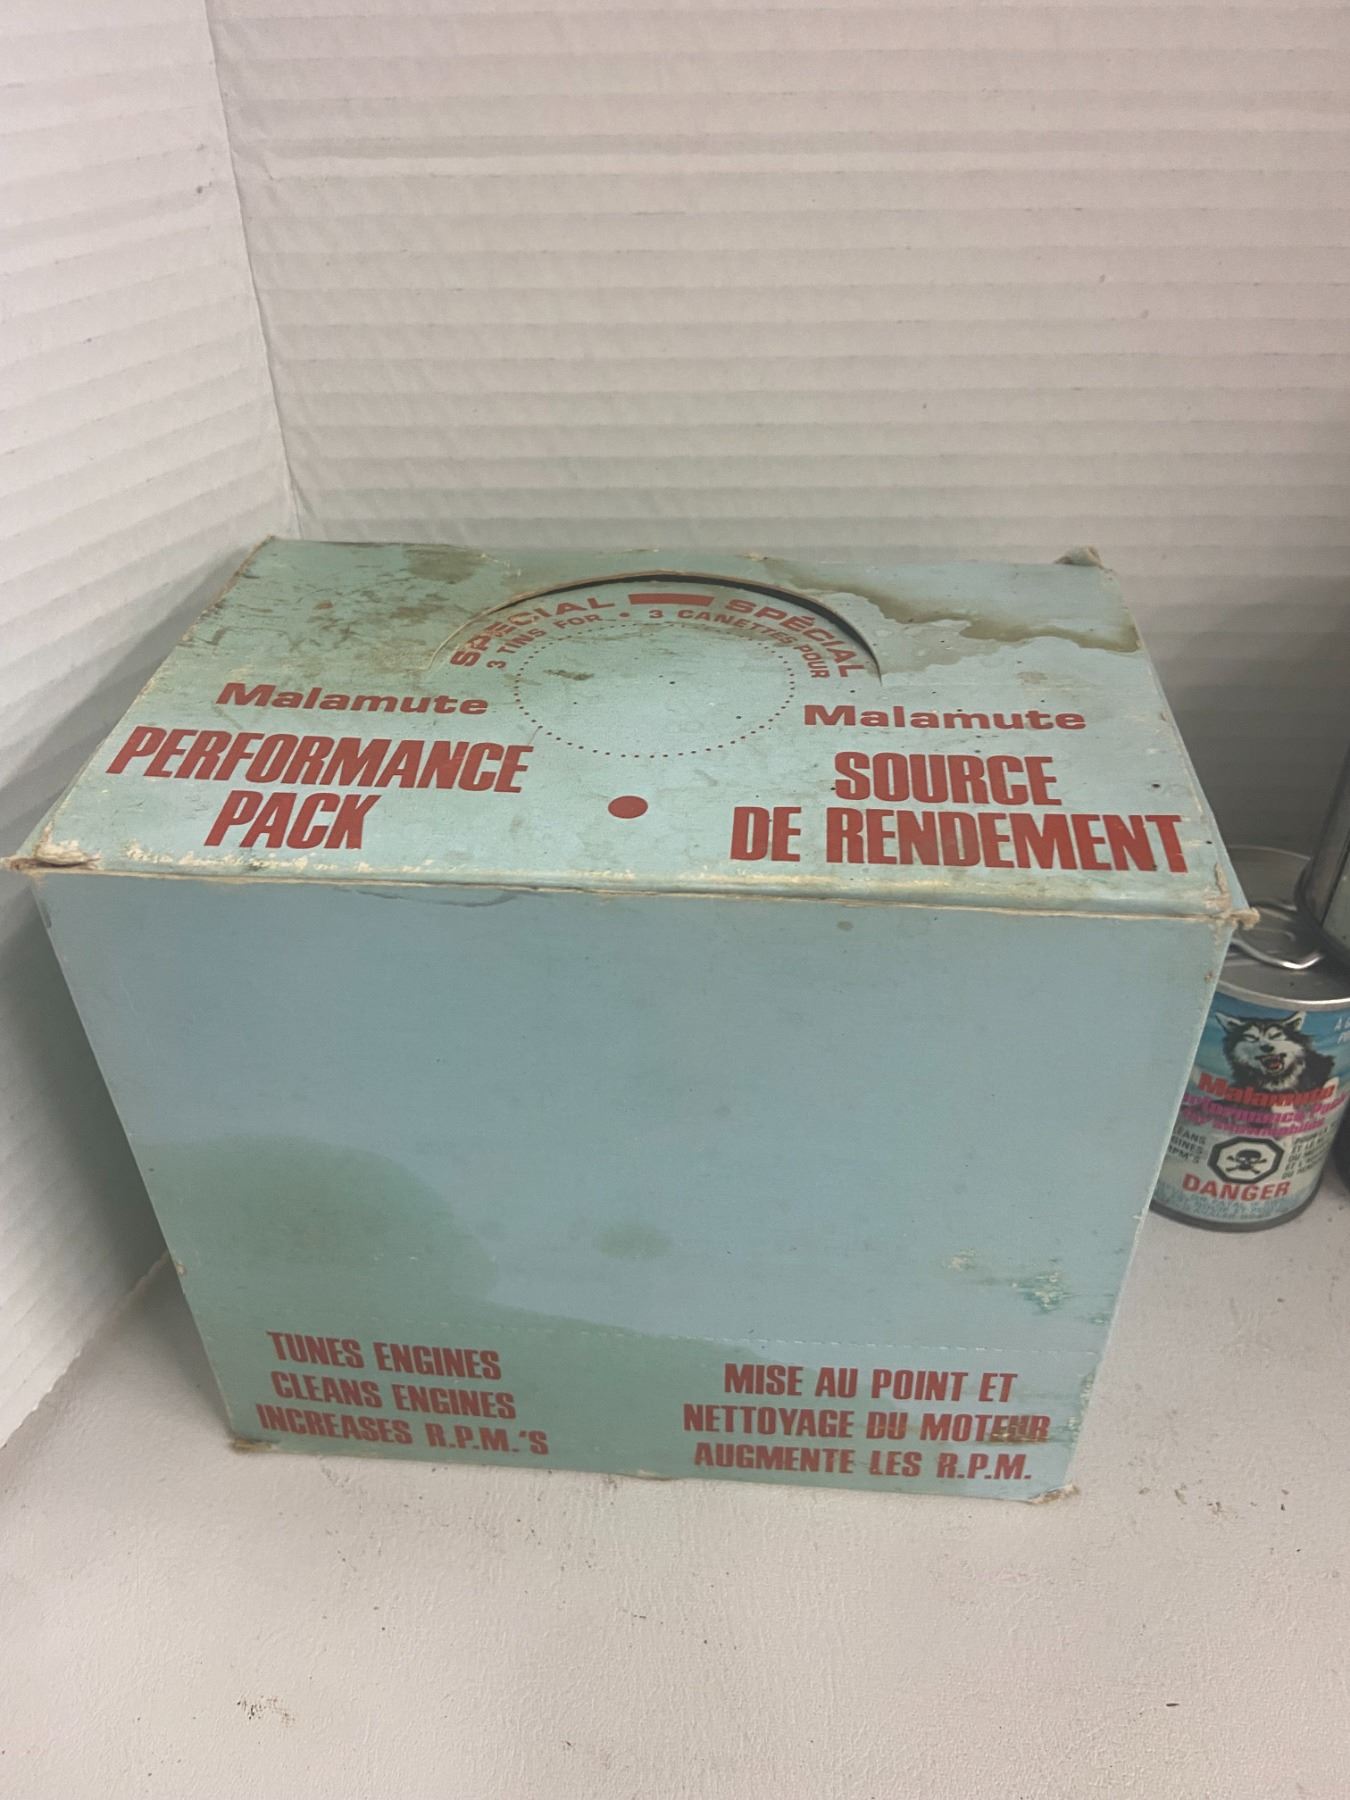 SPECIAL
SPÉCIAL
3 TINS FOR • 3 CANETTES POUR
Malamute
PERFORMANCE
PACK
Malamute
SOURCE
DE RENDEMENT
TUNES ENGINES
CLEANS ENGINES
INCREASES R.P.M.'S
MISE AU POINT ET
NETTOYAGE DU MOTEUR
AUGMENTE LES R.P.M.
Malamute
DANGER